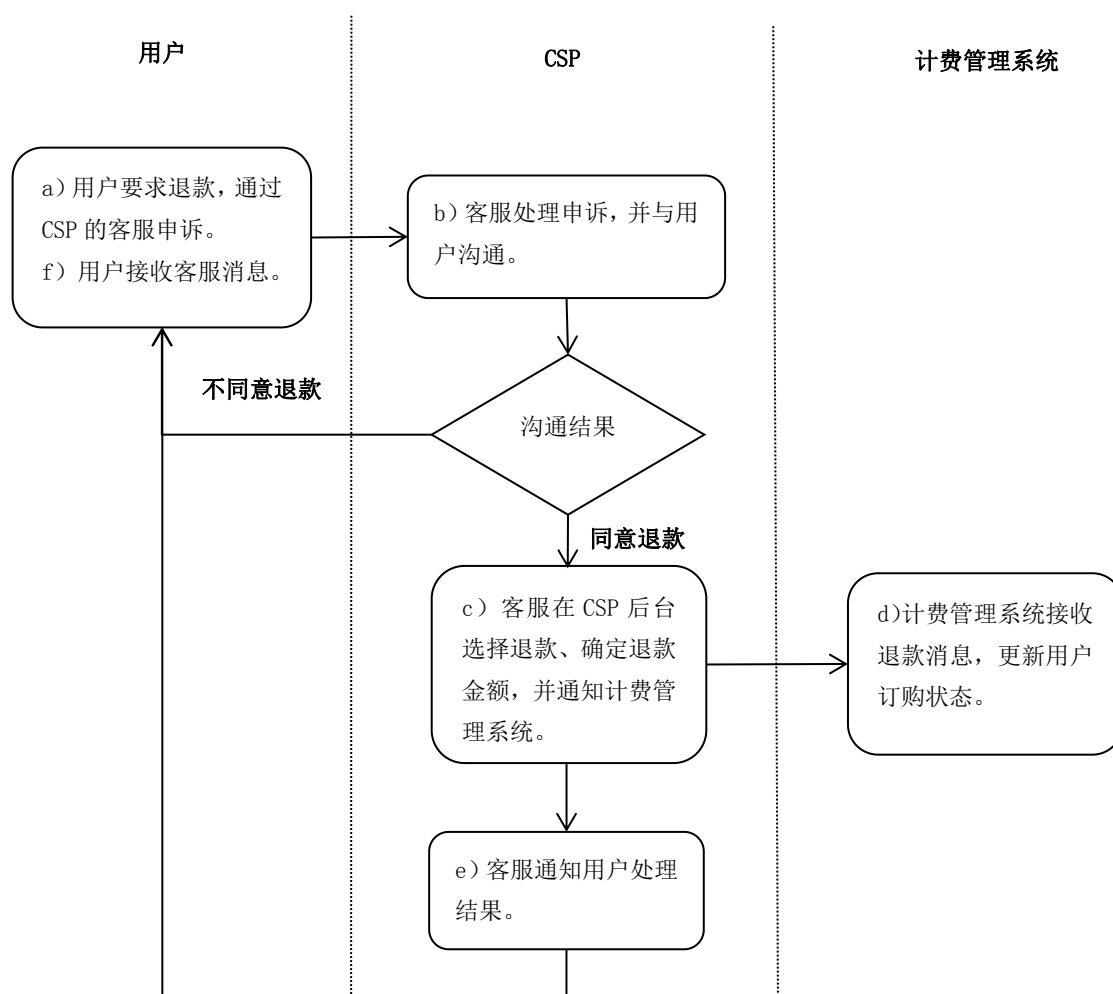 用户
CSP
计费管理系统
a）用户要求退款，通过
CSP 的客服申诉。
f）用户接收客服消息。
b）客服处理申诉，并与用
户沟通。
不同意退款
沟通结果
同意退款
c）客服在 CSP 后台
选择退款、确定退款
金额，并通知计费管
理系统。
d)计费管理系统接收
退款消息，更新用户
订购状态。
e）客服通知用户处理
结果。